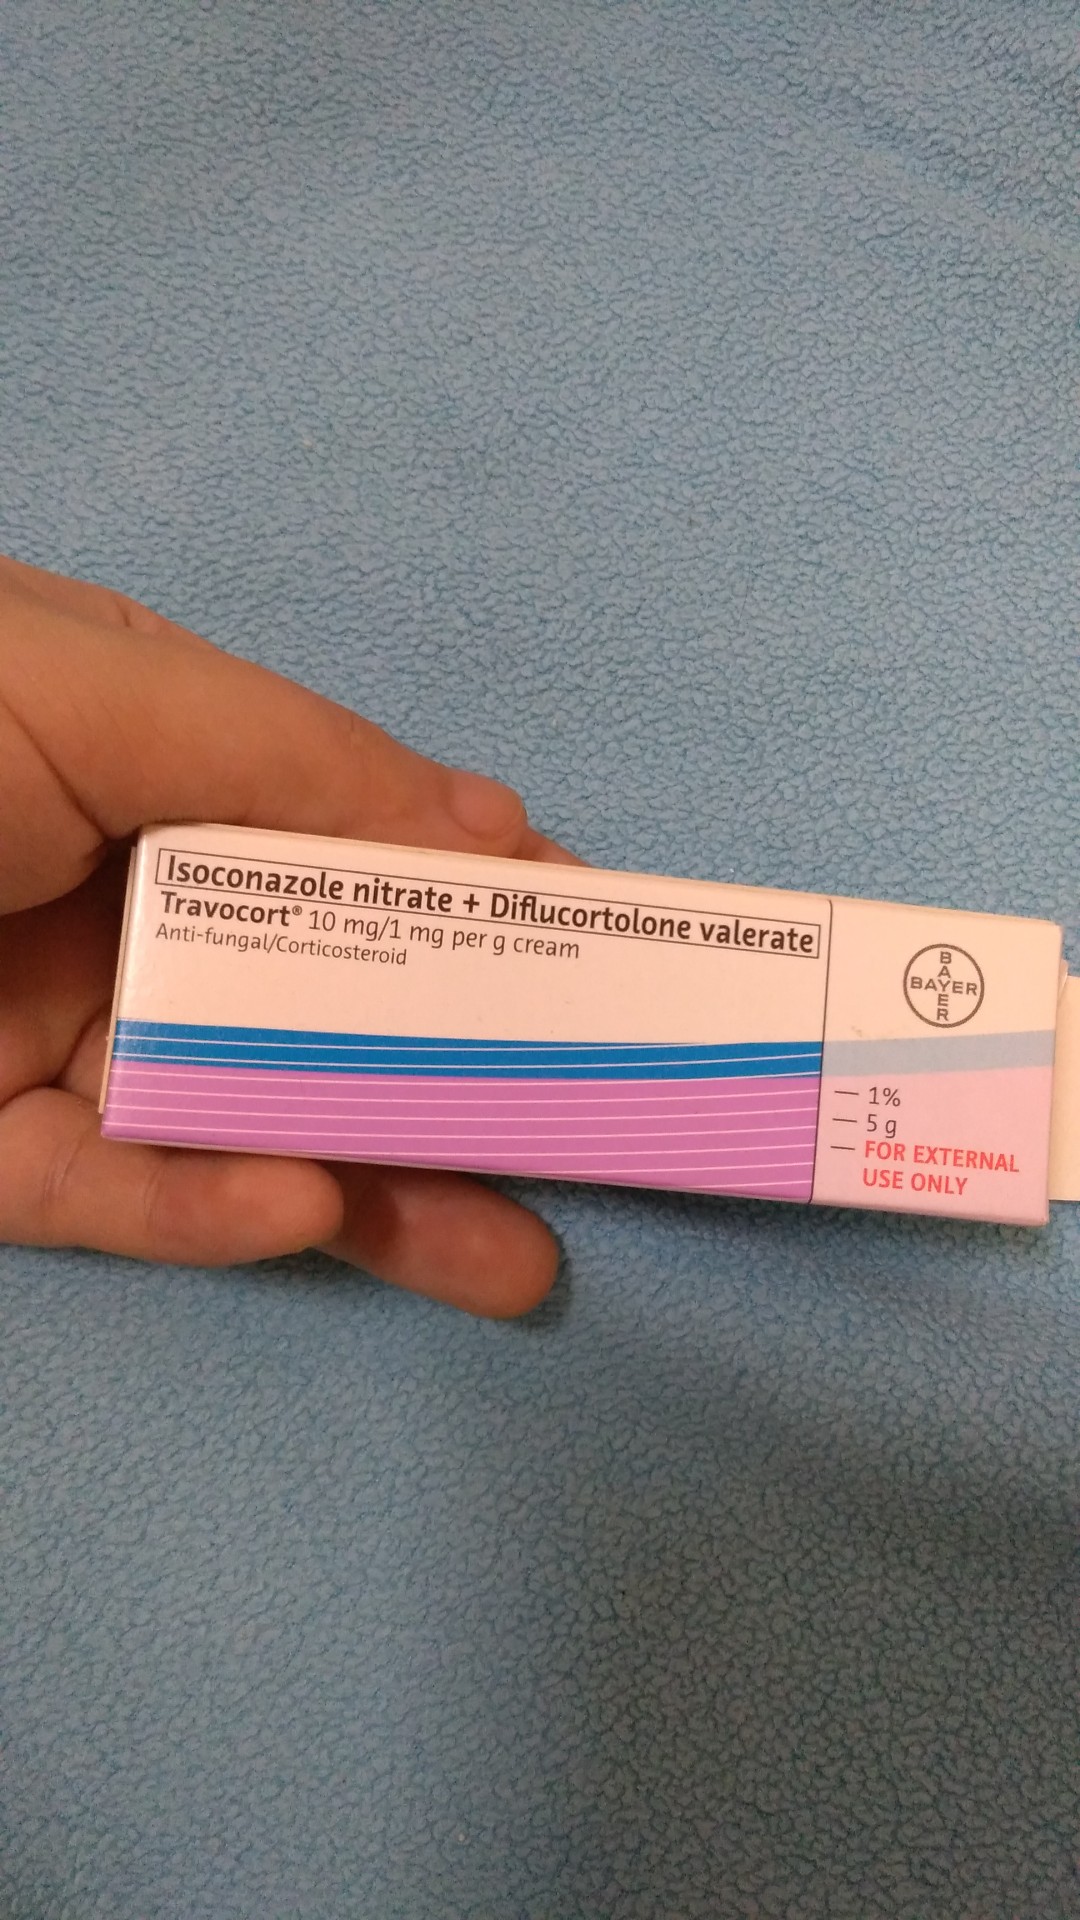 Isoconazole nitrate + Diflucortolone valerate
Travocort® 10 mg/1 mg per g cream
Anti-fungal/Corticosteroid
BAYER
BAYER
— 1%
— 5 g
— FOR EXTERNAL
USE ONLY